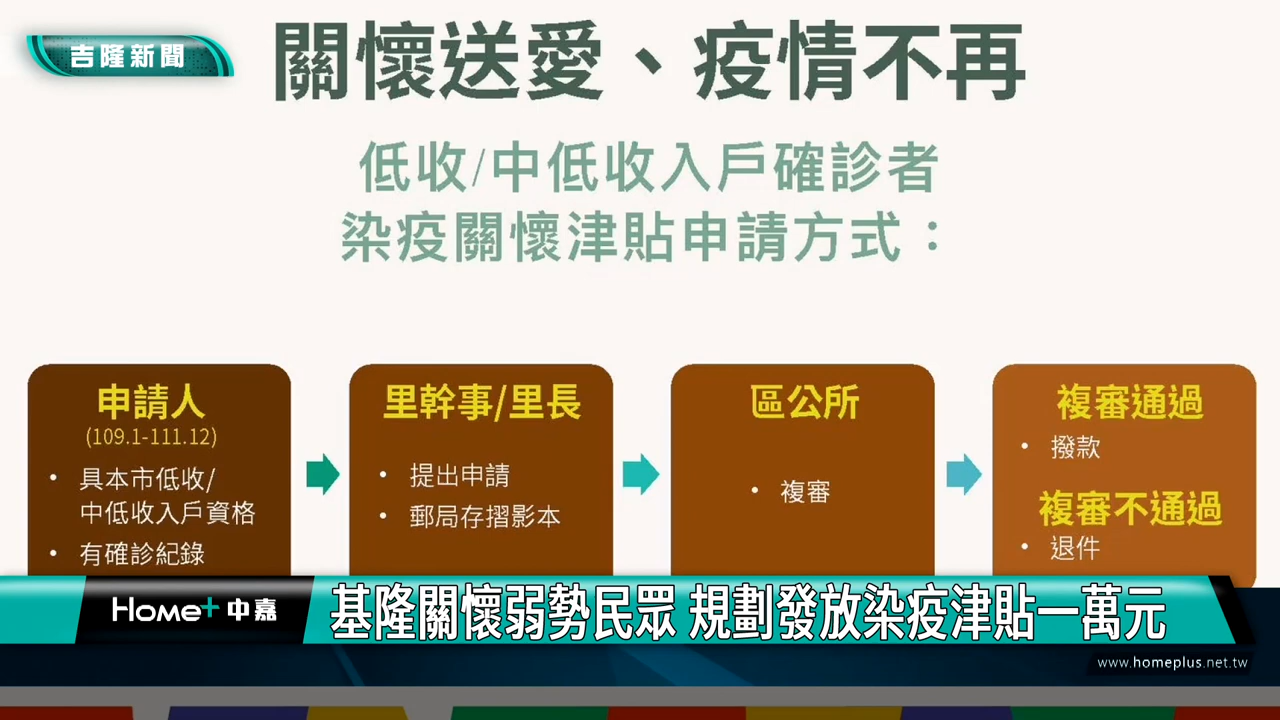 吉隆新聞
關懷送愛、疫情不再
低收/中低收入戶確診者
染疫關懷津貼申請方式：
申請人
(109.1-111.12)
• 具本市低收/
中低收入戶資格
• 有確診紀錄
里幹事/里長
• 提出申請
• 郵局存摺影本
區公所
• 複審
複審通過
• 撥款
複審不通過
• 退件
Home+ 中嘉
基隆關懷弱勢民眾 規劃發放染疫津貼一萬元
www.homeplus.net.tw